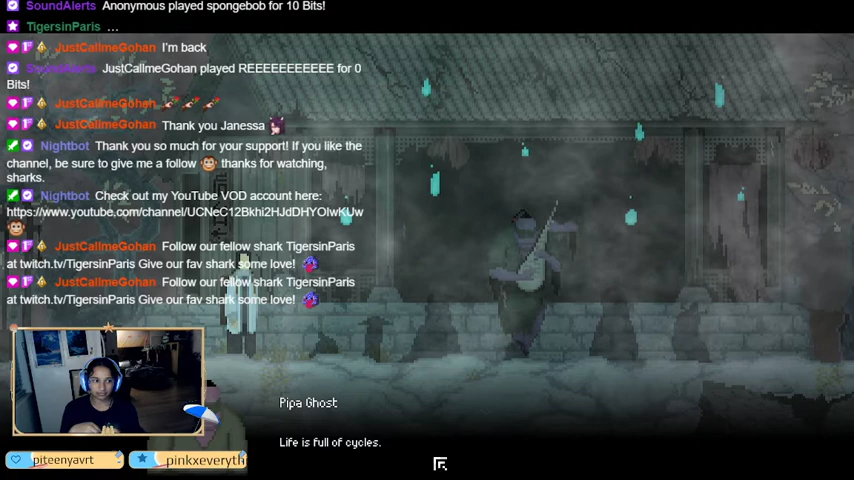 SoundAlerts Anonymous played spongebob for 10 Bits!
TigersinParis ...
JustCallmeGohan I'm back
SoundAlerts JustCallmeGohan played REEEEEEEEEEE for 0
Bits!
JustCallmeGohan
JustCallmeGohan Thank you Janessa
Nightbot Thank you so much for your support! If you like the
channel, be sure to give me a follow thanks for watching,
sharks.
Nightbot Check out my YouTube VOD account here:
https://www.youtube.com/channel/UCNeC12Bkhi2HJdDHYOlwKUw
JustCallmeGohan Follow our fellow shark TigersinParis
at twitch.tv/TigersinParis Give our fav shark some love!
JustCallmeGohan Follow our fellow shark TigersinParis
at twitch.tv/TigersinParis Give our fav shark some love!
Pipa Ghost
Life is full of cycles.
piteenyavrt
pinkxeveryth